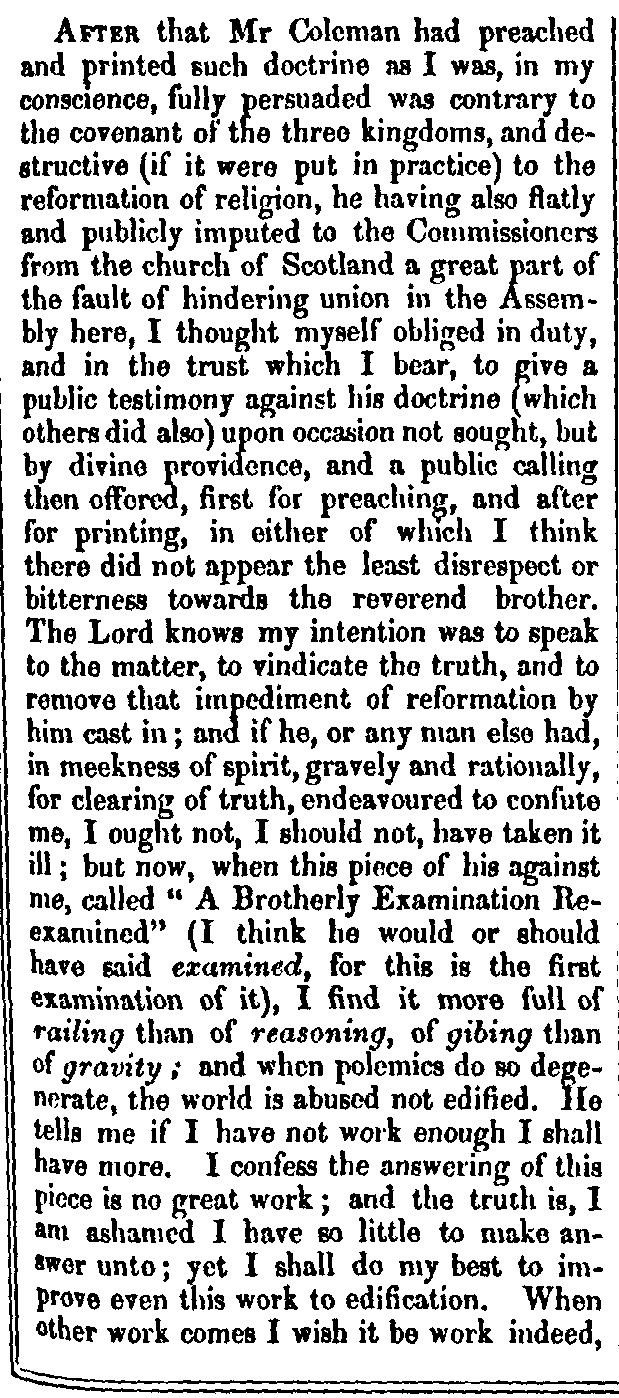 AFTER that Mr Coleman had preached
and printed such doctrine as I was, in my
conscience, fully persuaded was contrary to
the covenant of the three kingdoms, and de-
structive (if it were put in practice) to the
reformation of religion, he having also flatly
and publicly imputed to the Commissioners
from the church of Scotland a great part of
the fault of hindering union in the Assem-
bly here, I thought myself obliged in duty,
and in the trust which I bear, to give a
public testimony against his doctrine (which
others did also) upon occasion not sought, but
by divine providence, and a public calling
then offered, first for preaching, and after
for printing, in either of which I think
there did not appear the least disrespect or
bitterness towards the reverend brother.
The Lord knows my intention was to speak
to the matter, to vindicate the truth, and to
remove that impediment of reformation by
him cast in; and if he, or any man else had,
in meekness of spirit, gravely and rationally,
for clearing of truth, endeavoured to confute
me, I ought not, I should not, have taken it
ill; but now, when this piece of his against
me, called “ A Brotherly Examination Re-
examined” (I think he would or should
have said examined, for this is the first
examination of it), I find it more full of
railing than of reasoning, of gibing than
of gravity; and when polemics do so dege-
nerate, the world is abused not edified. He
tells me if I have not work enough I shall
have more. I confess the answering of this
piece is no great work; and the truth is, I
am ashamed I have so little to make an-
swer unto; yet I shall do my best to im-
prove even this work to edification. When
other work comes I wish it be work indeed,